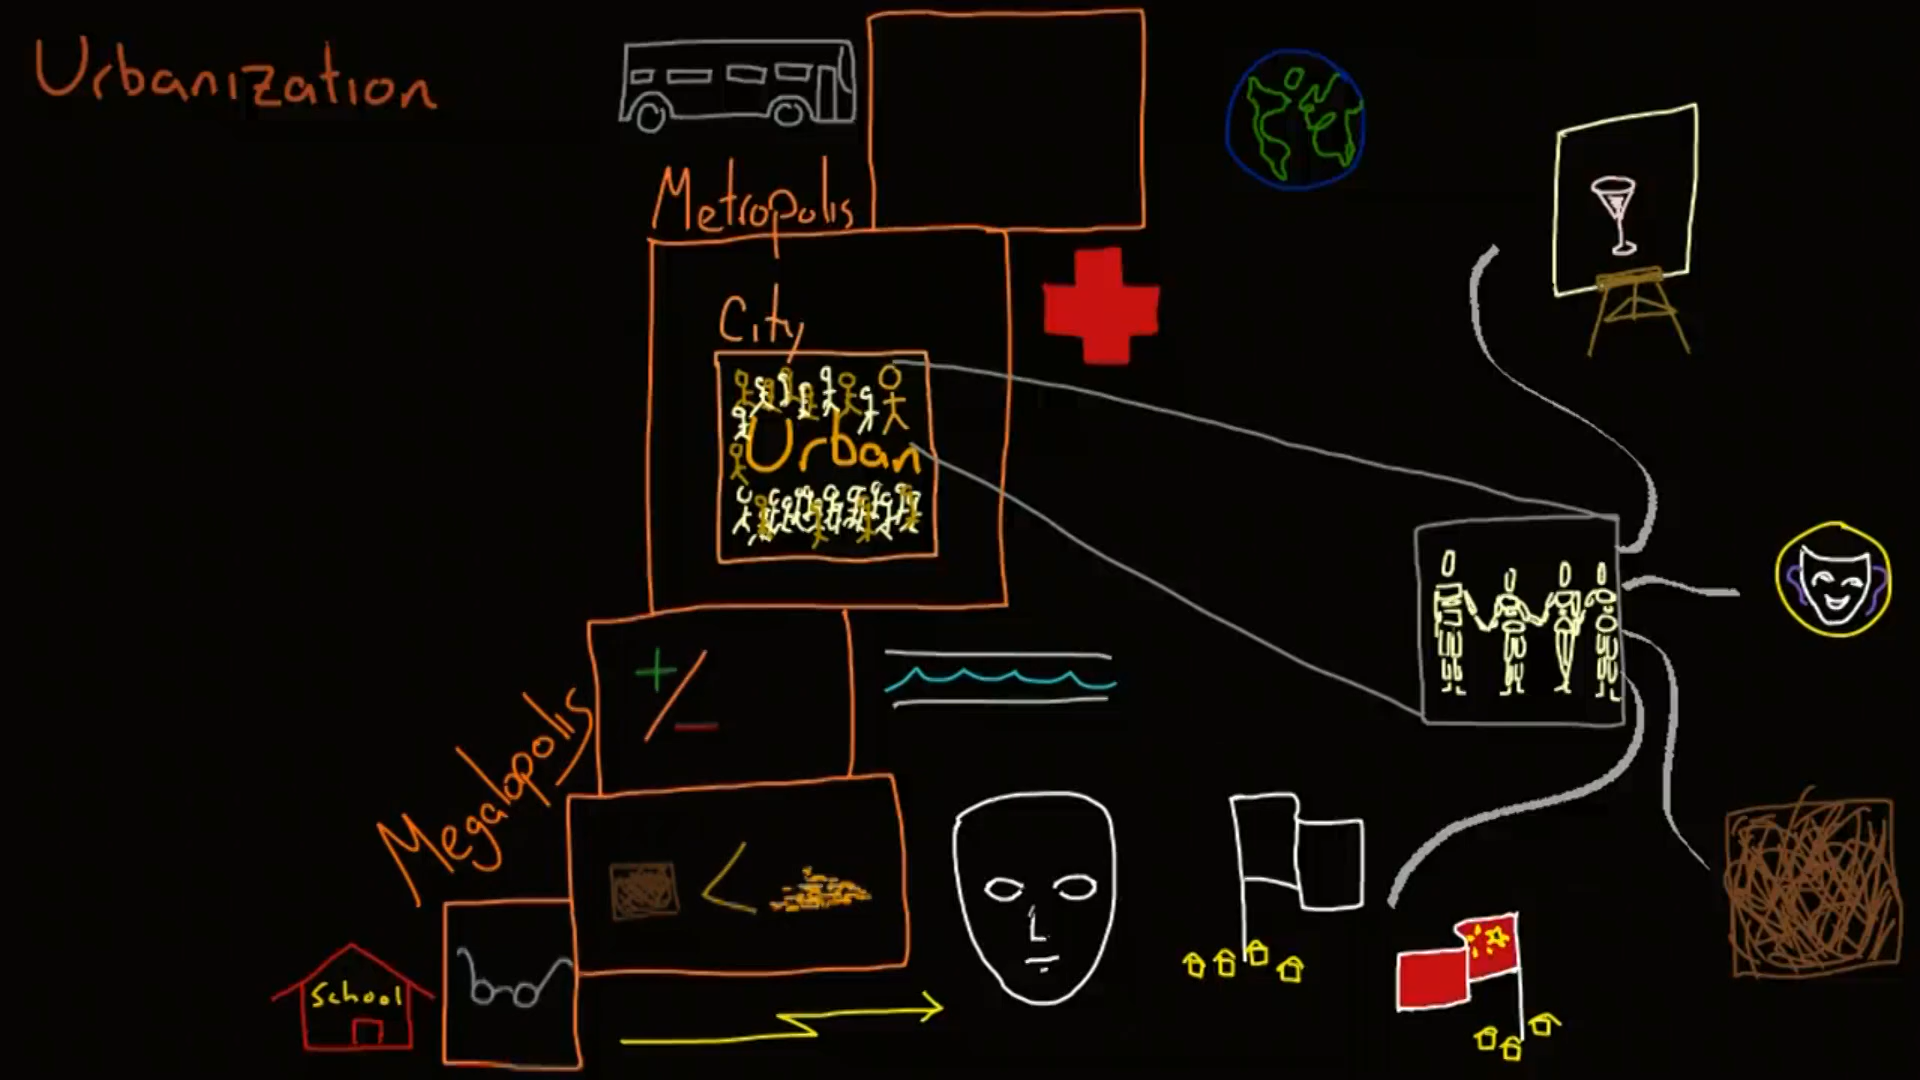 Urbanization
Metropolis
City
Urban
Megalopolis
School